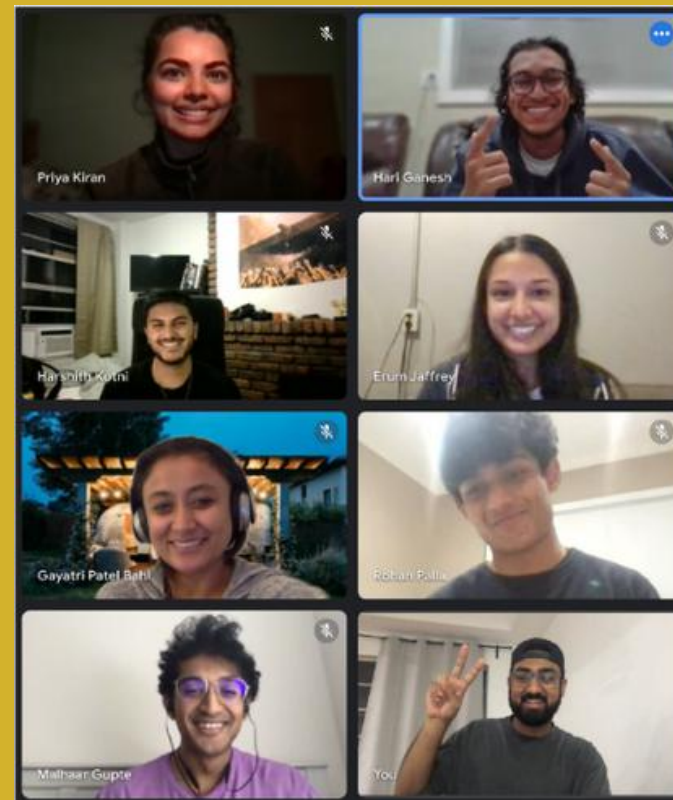 Priya Kiran
Hari Ganesh
Harshith Kotni
Erum Jaffrey
Gayatri Patel Bahl
Rohan Palla
Malhaar Gupte
You